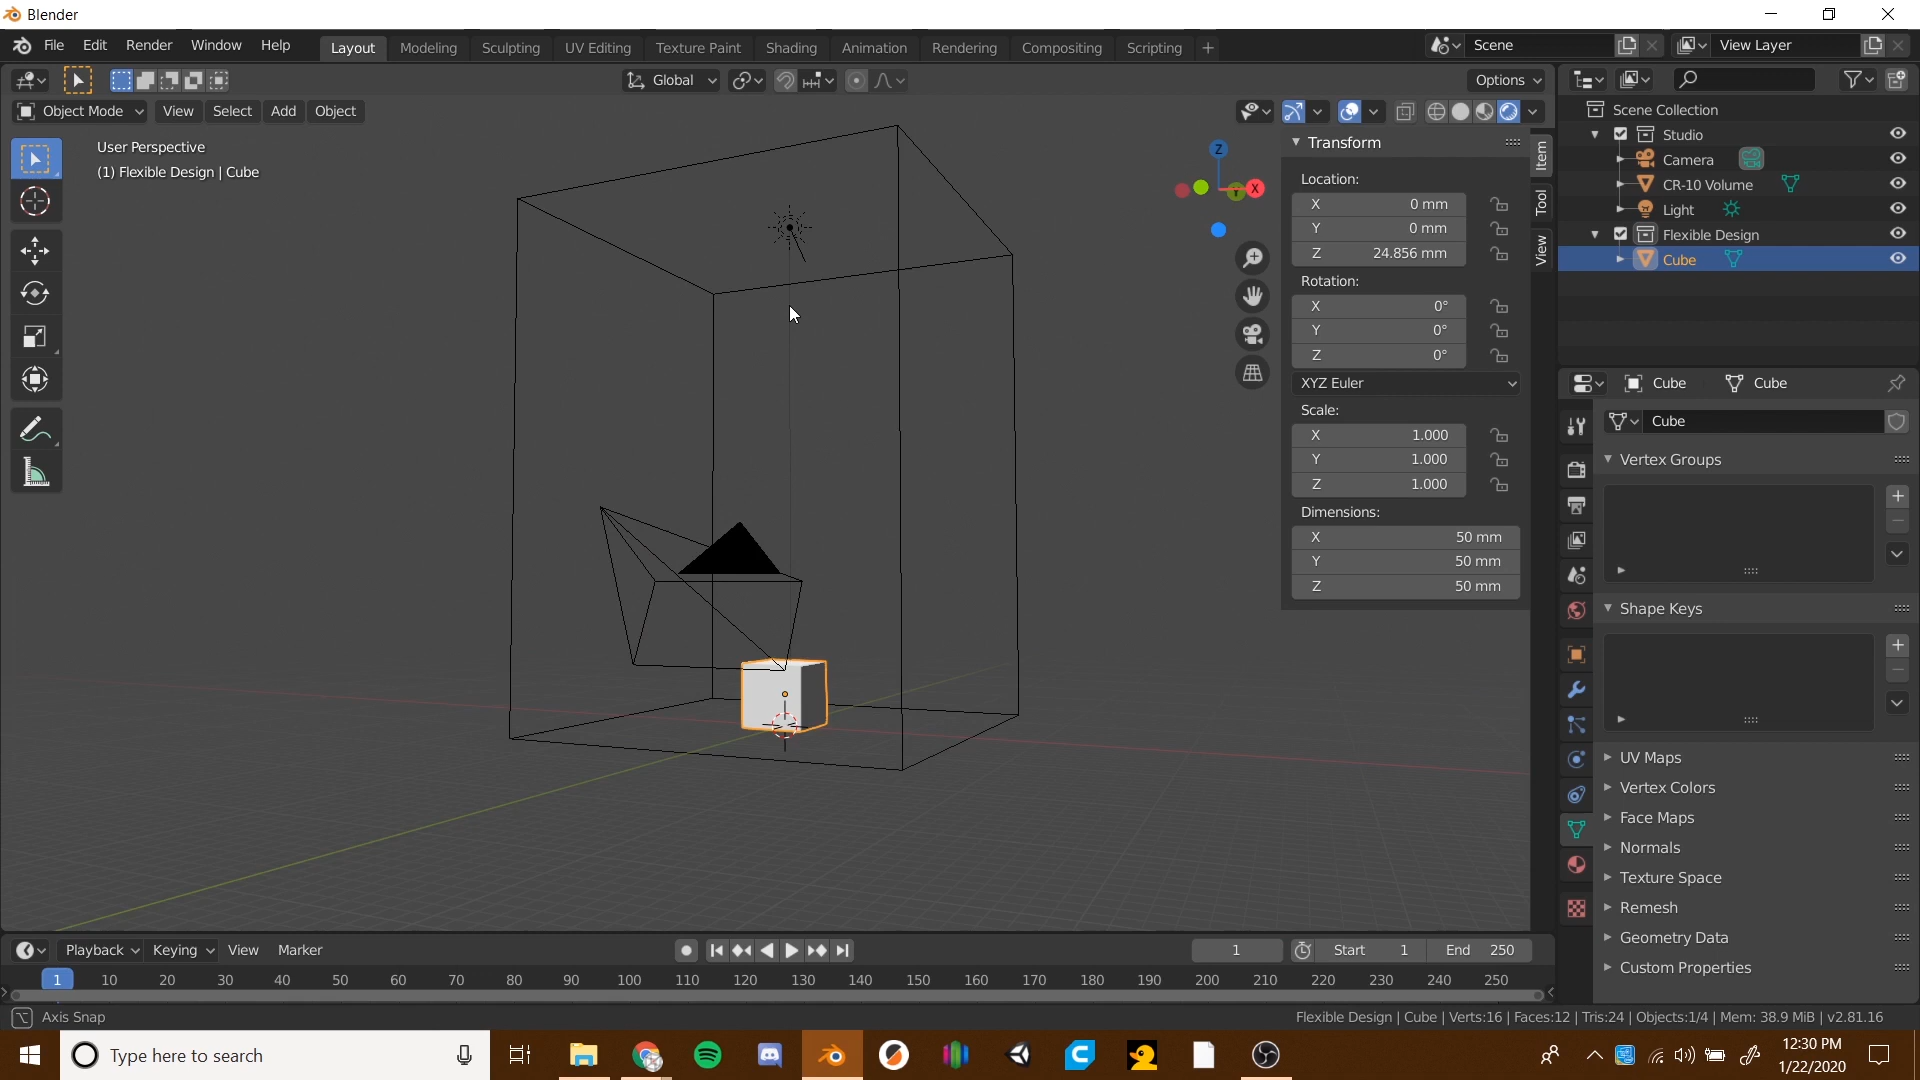 Blender
File Edit Render Window Help
Layout Modeling Sculpting UV Editing Texture Paint Shading Animation Rendering Compositing Scripting +
Scene
View Layer
Global
Options
Object Mode View Select Add Object
User Perspective
(1) Flexible Design | Cube
Z
X
Y
Transform
Location:
X 0 mm
Y 0 mm
Z 24.856 mm
Rotation:
X 0°
Y 0°
Z 0°
XYZ Euler
Scale:
X 1.000
Y 1.000
Z 1.000
Dimensions:
X 50 mm
Y 50 mm
Z 50 mm
Item
Tool
View
Scene Collection
Studio
Camera
CR-10 Volume
Light
Flexible Design
Cube
Cube Cube
Cube
Vertex Groups
Shape Keys
UV Maps
Vertex Colors
Face Maps
Normals
Texture Space
Remesh
Geometry Data
Custom Properties
Playback Keying View Marker
1
Start 1
End 250
1 10 20 30 40 50 60 70 80 90 100 110 120 130 140 150 160 170 180 190 200 210 220 230 240 250
Axis Snap
Flexible Design | Cube | Verts:16 | Faces:12 | Tris:24 | Objects:1/4 | Mem: 38.9 MiB | v2.81.16
Type here to search
12:30 PM
1/22/2020